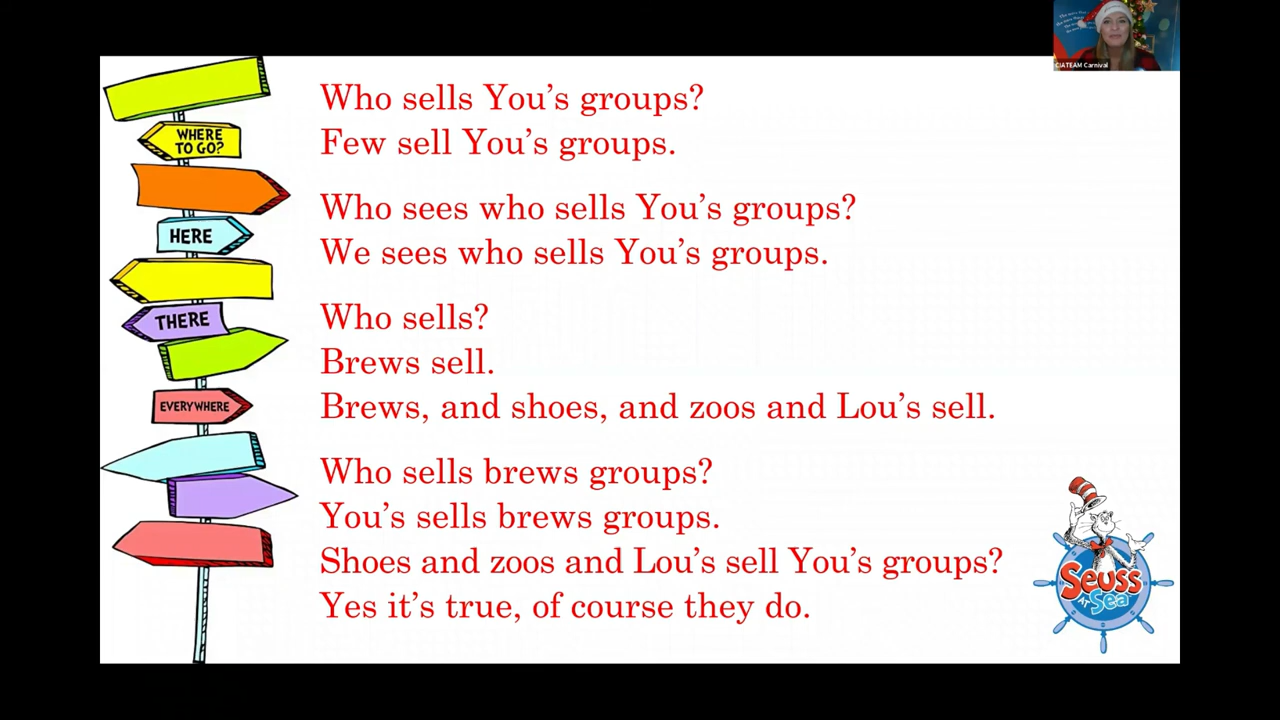 CIATEAM Carnival
WHERE
TO GO?
HERE
THERE
EVERYWHERE
Who sells You's groups?
Few sell You's groups.
Who sees who sells You's groups?
We sees who sells You's groups.
Who sells?
Brews sell.
Brews, and shoes, and zoos and Lou's sell.
Who sells brews groups?
You's sells brews groups.
Shoes and zoos and Lou's sell You's groups?
Yes it's true, of course they do.
Seuss
AT Sea